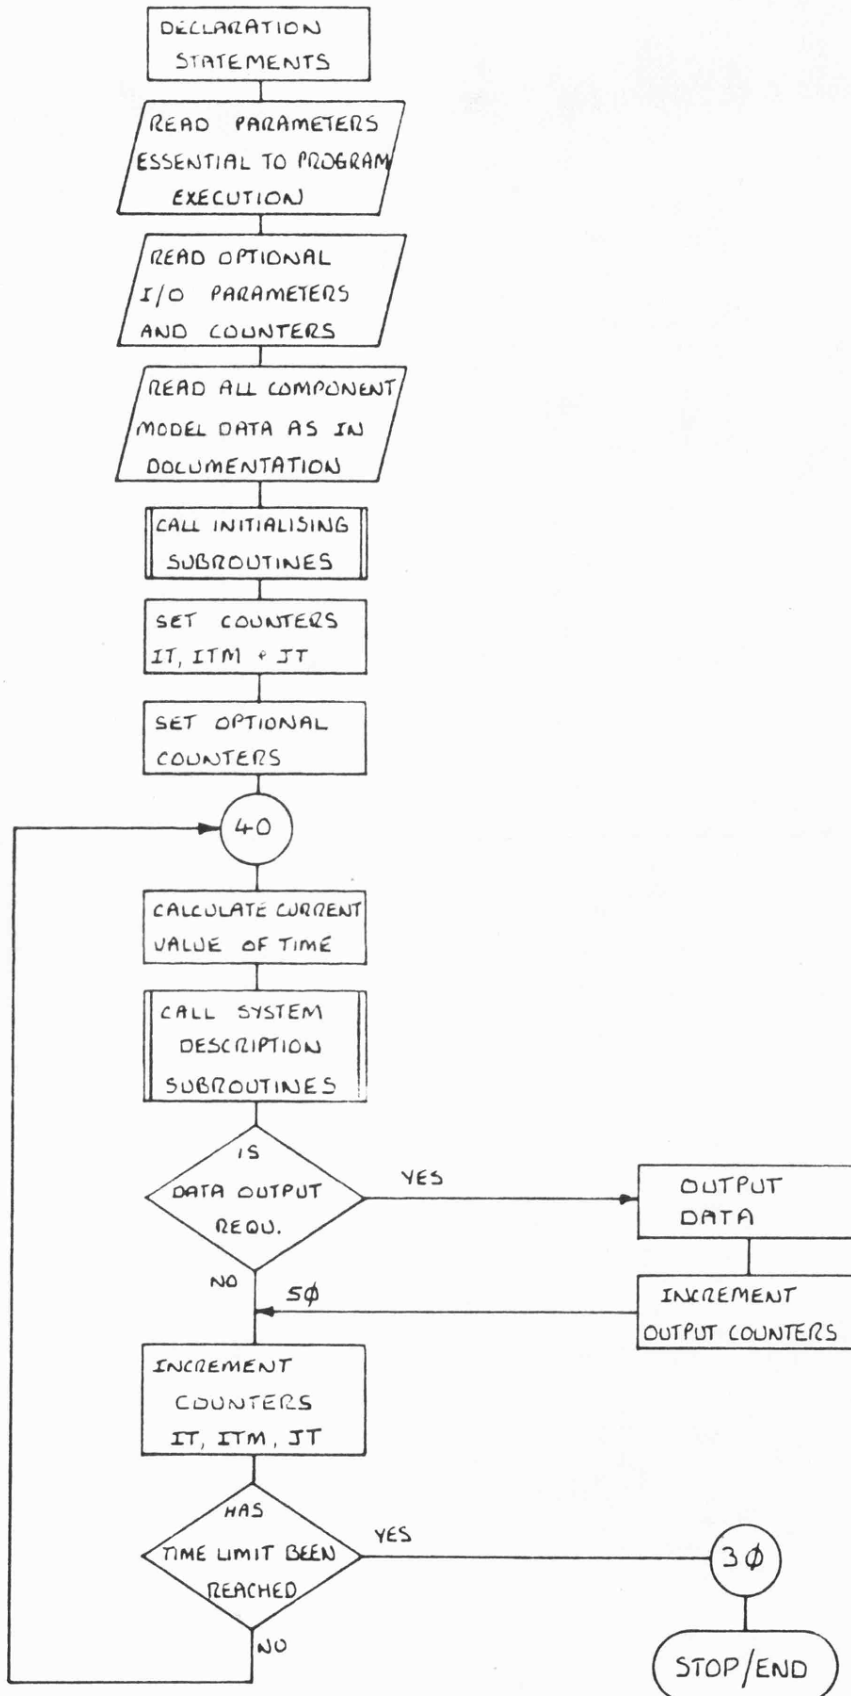 DECLARATION
STATEMENTS
READ PARAMETERS
ESSENTIAL TO PROGRAM
EXECUTION
READ OPTIONAL
I/O PARAMETERS
AND COUNTERS
READ ALL COMPONENT
MODEL DATA AS IN
DOCUMENTATION
CALL INITIALISING
SUBROUTINES
SET COUNTERS
IT, ITM + JT
SET OPTIONAL
COUNTERS
40
CALCULATE CURRENT
VALUE OF TIME
CALL SYSTEM
DESCRIPTION
SUBROUTINES
IS
DATA OUTPUT
REQU.
YES
OUTPUT
DATA
INCREMENT
OUTPUT COUNTERS
NO
5Ø
INCREMENT
COUNTERS
IT, ITM, JT
HAS
TIME LIMIT BEEN
REACHED
YES
3Ø
NO
STOP/END